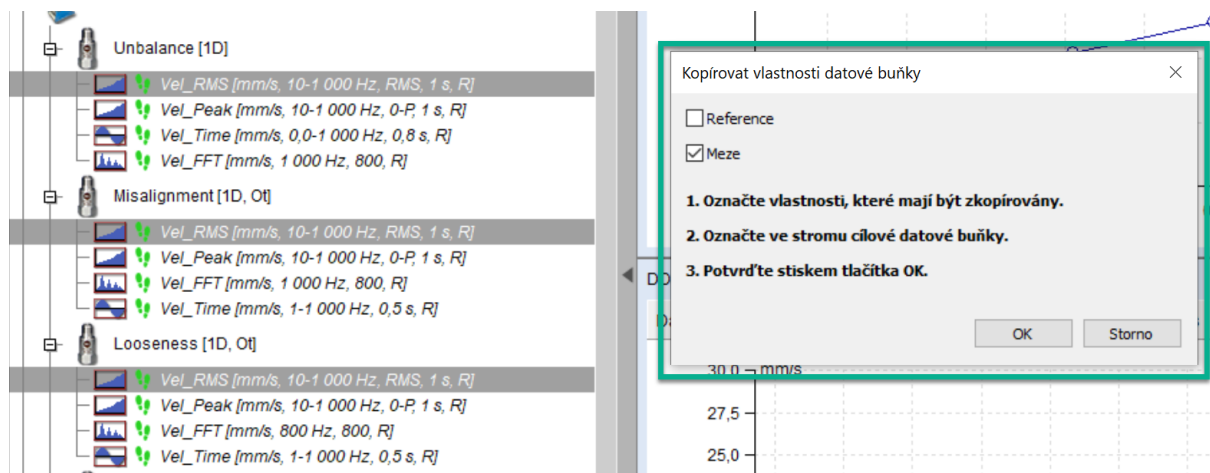 Unbalance [1D]
Vel_RMS [mm/s, 10-1 000 Hz, RMS, 1 s, R]
Vel_Peak [mm/s, 10-1 000 Hz, 0-P, 1 s, R]
Vel_Time [mm/s, 0,0-1 000 Hz, 0,8 s, R]
Vel_FFT [mm/s, 1 000 Hz, 800, R]
Misalignment [1D, Ot]
Vel_RMS [mm/s, 10-1 000 Hz, RMS, 1 s, R]
Vel_Peak [mm/s, 10-1 000 Hz, 0-P, 1 s, R]
Vel_FFT [mm/s, 1 000 Hz, 800, R]
Vel_Time [mm/s, 1-1 000 Hz, 0,5 s, R]
Looseness [1D, Ot]
Vel_RMS [mm/s, 10-1 000 Hz, RMS, 1 s, R]
Vel_Peak [mm/s, 10-1 000 Hz, 0-P, 1 s, R]
Vel_FFT [mm/s, 800 Hz, 800, R]
Vel_Time [mm/s, 1-1 000 Hz, 0,5 s, R]
Kopírovat vlastnosti datové buňky
Reference
Meze
1. Označte vlastnosti, které mají být zkopírovány.
2. Označte ve stromu cílové datové buňky.
3. Potvrďte stiskem tlačítka OK.
OK Storno
30,0 mm/s
27,5
25,0